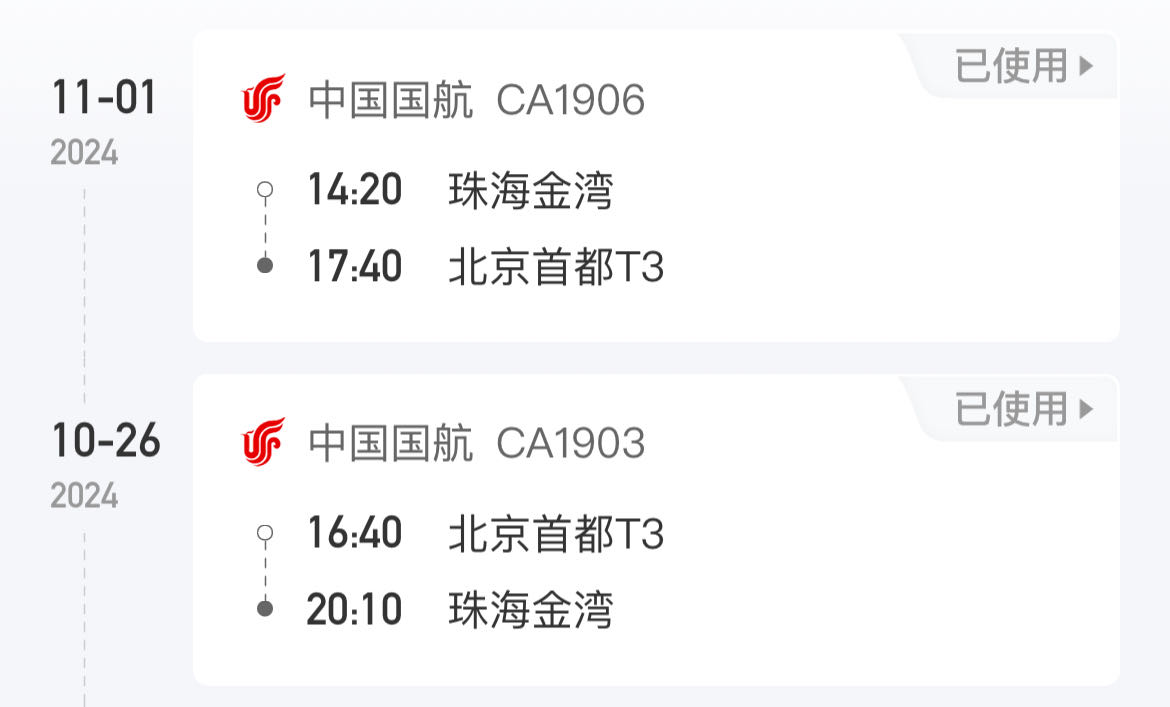 已使用
11-01
中国国航 CA1906
2024
14:20 珠海金湾
17:40 北京首都T3
已使用
10-26
中国国航 CA1903
2024
16:40 北京首都T3
20:10 珠海金湾